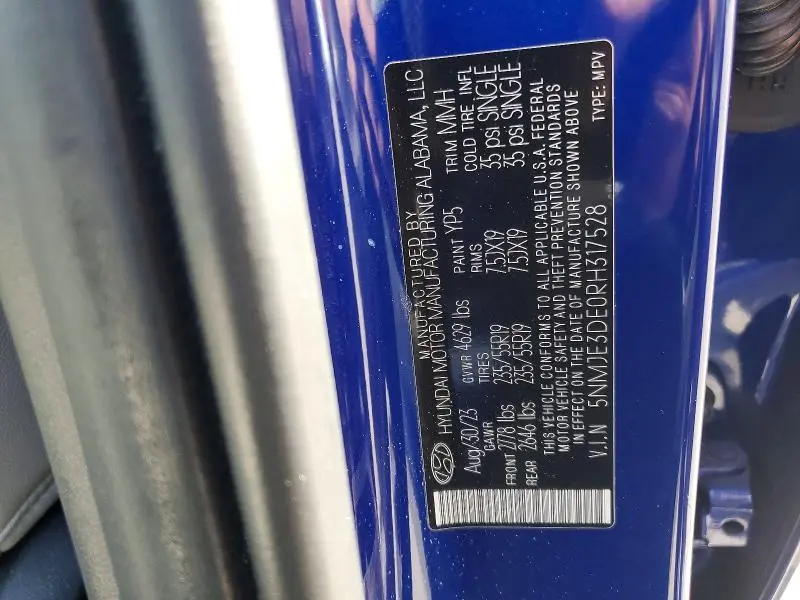 MANUFACTURED BY
HYUNDAI MOTOR MANUFACTURING ALABAMA, LLC
Aug/30/23 GVWR 4629 lbs PAINT YP5 TRIM MMH
GAWR TIRES RIMS COLD TIRE INFL
FRONT 2778 lbs 235/55R19 7.5JX19 35 psi SINGLE
REAR 2646 lbs 235/55R19 7.5JX19 35 psi SINGLE
THIS VEHICLE CONFORMS TO ALL APPLICABLE U.S.A. FEDERAL
MOTOR VEHICLE SAFETY AND THEFT PREVENTION STANDARDS
IN EFFECT ON THE DATE OF MANUFACTURE SHOWN ABOVE
V.I.N 5NMJE3DE0RH317528 TYPE: MPV